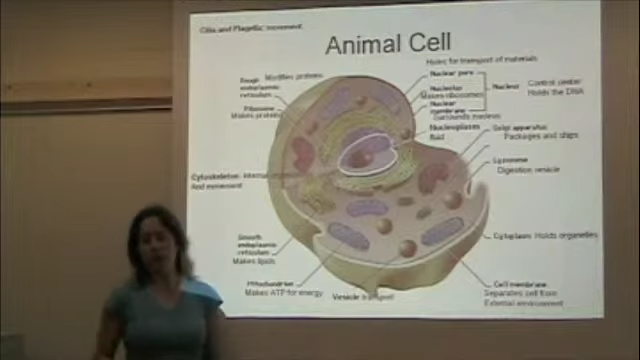 Cilia and Flagella: movement
Animal Cell
Holes for transport of materials
Rough Modifies proteins
endoplasmic
reticulum
Ribosome
Makes proteins
Nuclear pore
Nucleolus
Makes ribosomes
Nuclear
membrane
Surrounds nucleus
Nucleus
Control center
Holds the DNA
Nucleoplasm
fluid
Golgi apparatus
Packages and ships
Lysosome
Digestion vesicle
Cytoskeleton: internal
And movement
Smooth
endoplasmic
reticulum
Makes lipids
Cytoplasm Holds organelles
Mitochondrion
Makes ATP for energy
Vesicle transport
Cell membrane
Separates cell from
External environment